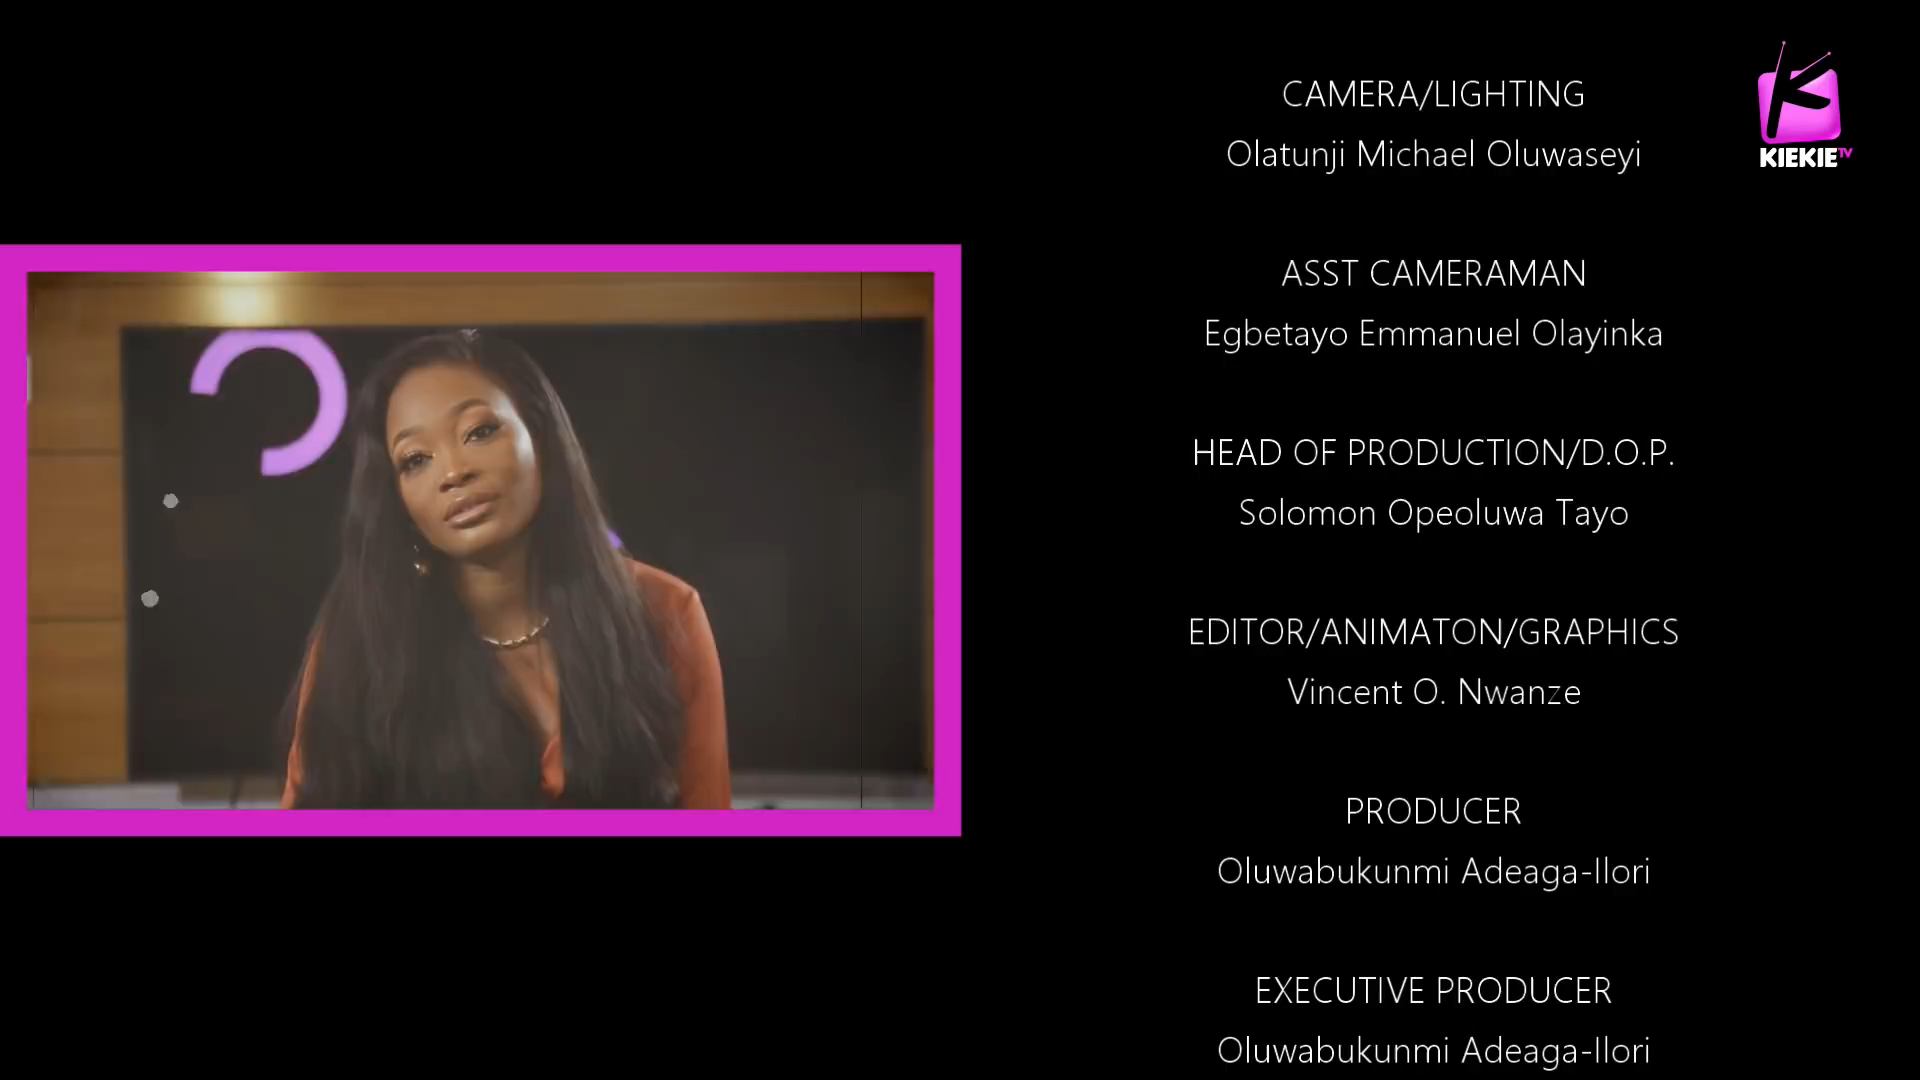 CAMERA/LIGHTING
Olatunji Michael Oluwaseyi
KIEKIE TV
ASST CAMERAMAN
Egbetayo Emmanuel Olayinka
HEAD OF PRODUCTION/D.O.P.
Solomon Opeoluwa Tayo
EDITOR/ANIMATON/GRAPHICS
Vincent O. Nwanze
PRODUCER
Oluwabukunmi Adeaga-Ilori
EXECUTIVE PRODUCER
Oluwabukunmi Adeaga-Ilori